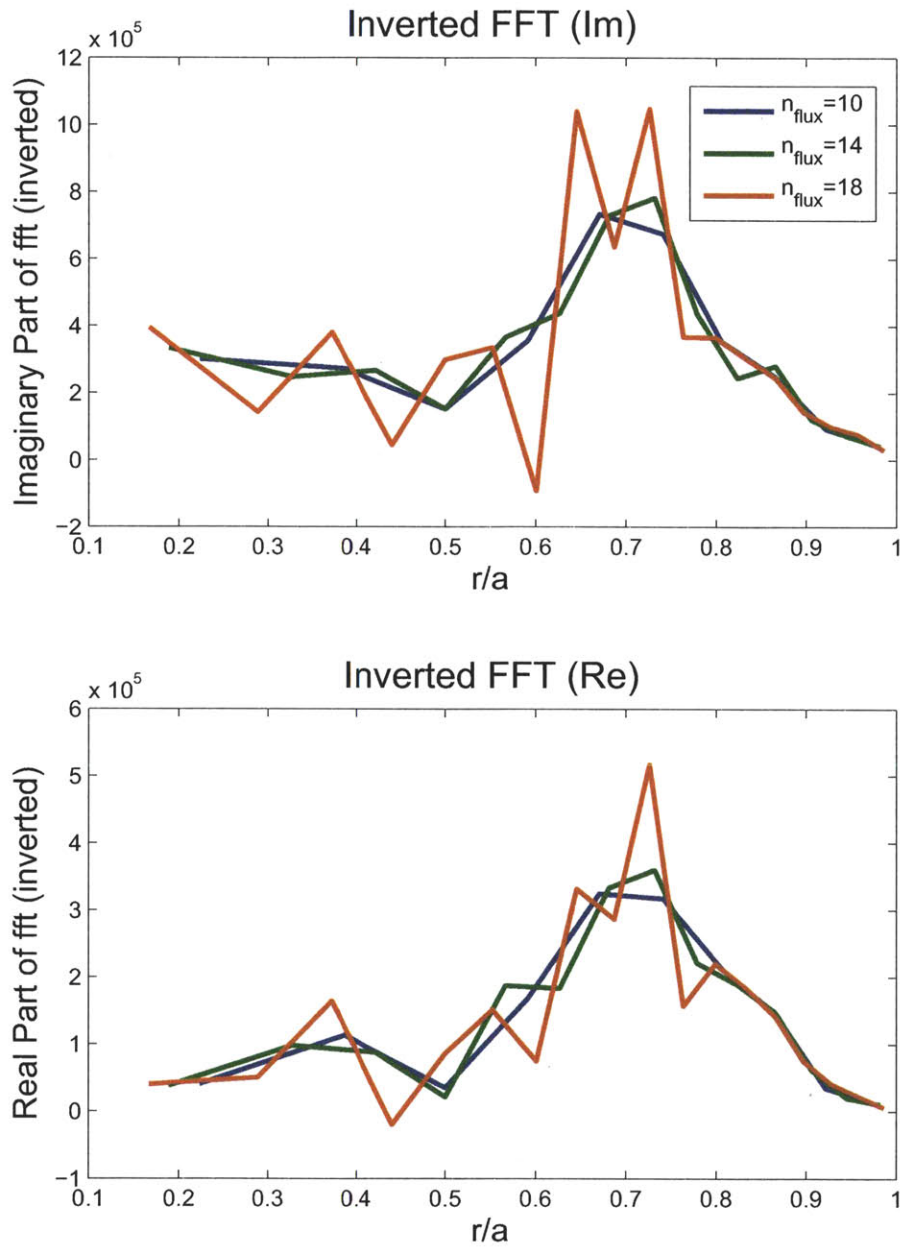 Inverted FFT (Im)
× 10⁵
Imaginary Part of fft (inverted)
12
10
8
6
4
2
0
−2
0.1 0.2 0.3 0.4 0.5 0.6 0.7 0.8 0.9 1
r/a
n_flux=10
n_flux=14
n_flux=18
Inverted FFT (Re)
× 10⁵
Real Part of fft (inverted)
6
5
4
3
2
1
0
−1
0.1 0.2 0.3 0.4 0.5 0.6 0.7 0.8 0.9 1
r/a